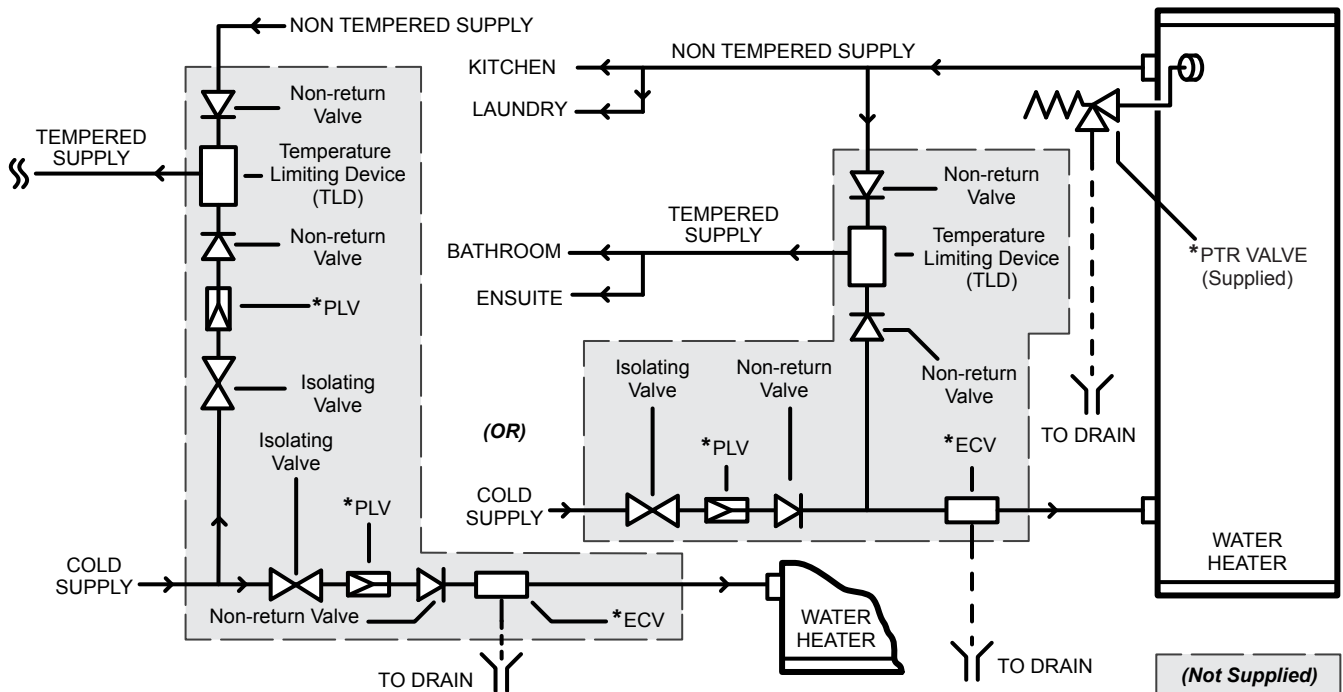 NON TEMPERED SUPPLY
Non-return
Valve
TEMPERED
SUPPLY
Temperature
Limiting Device
(TLD)
Non-return
Valve
*PLV
Isolating
Valve
Isolating
Valve
*PLV
COLD
SUPPLY
Non-return Valve
*ECV
TO DRAIN
WATER
HEATER
(OR)
KITCHEN
NON TEMPERED SUPPLY
LAUNDRY
Non-return
Valve
TEMPERED
SUPPLY
BATHROOM
ENSUITE
Temperature
Limiting Device
(TLD)
*PTR VALVE
(Supplied)
Isolating
Valve
Non-return
Valve
Non-return
Valve
*PLV
*ECV
TO DRAIN
COLD
SUPPLY
WATER
HEATER
TO DRAIN
(Not Supplied)